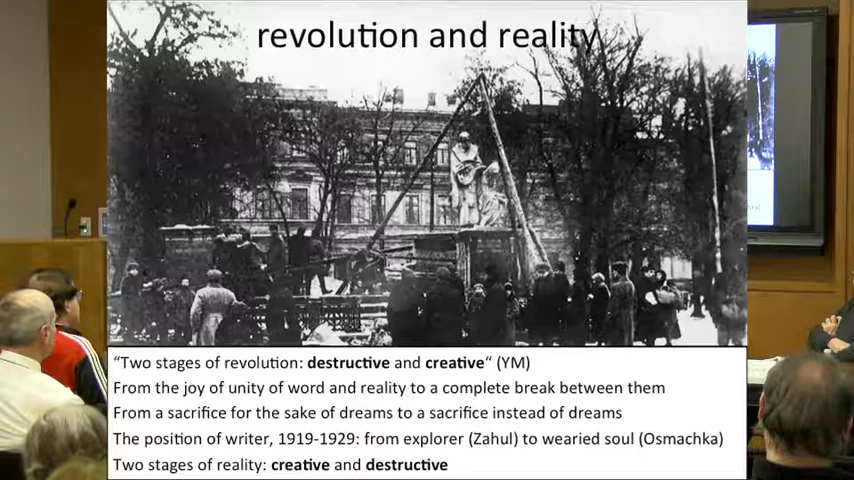 revolution and reality
“Two stages of revolution: destructive and creative“ (YM)
From the joy of unity of word and reality to a complete break between them
From a sacrifice for the sake of dreams to a sacrifice instead of dreams
The position of writer, 1919-1929: from explorer (Zahul) to wearied soul (Osmachka)
Two stages of reality: creative and destructive